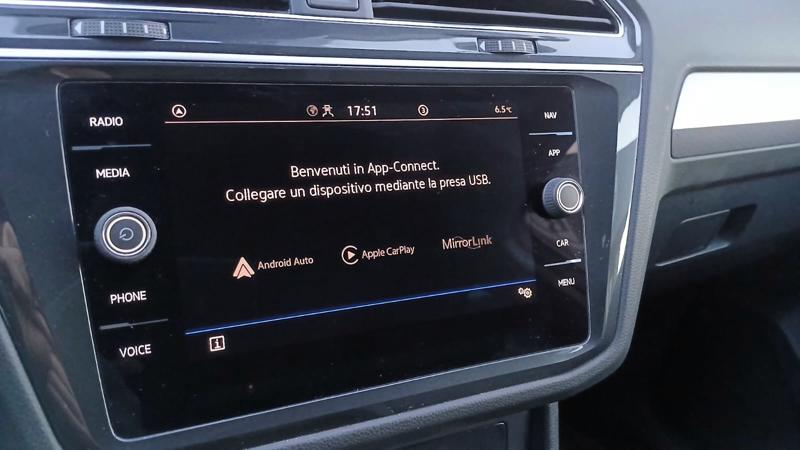 RADIO
MEDIA
PHONE
VOICE
17:51
3
6.5°C
Benvenuti in App-Connect.
Collegare un dispositivo mediante la presa USB.
Android Auto
Apple CarPlay
MirrorLink
i
NAV
APP
CAR
MENU